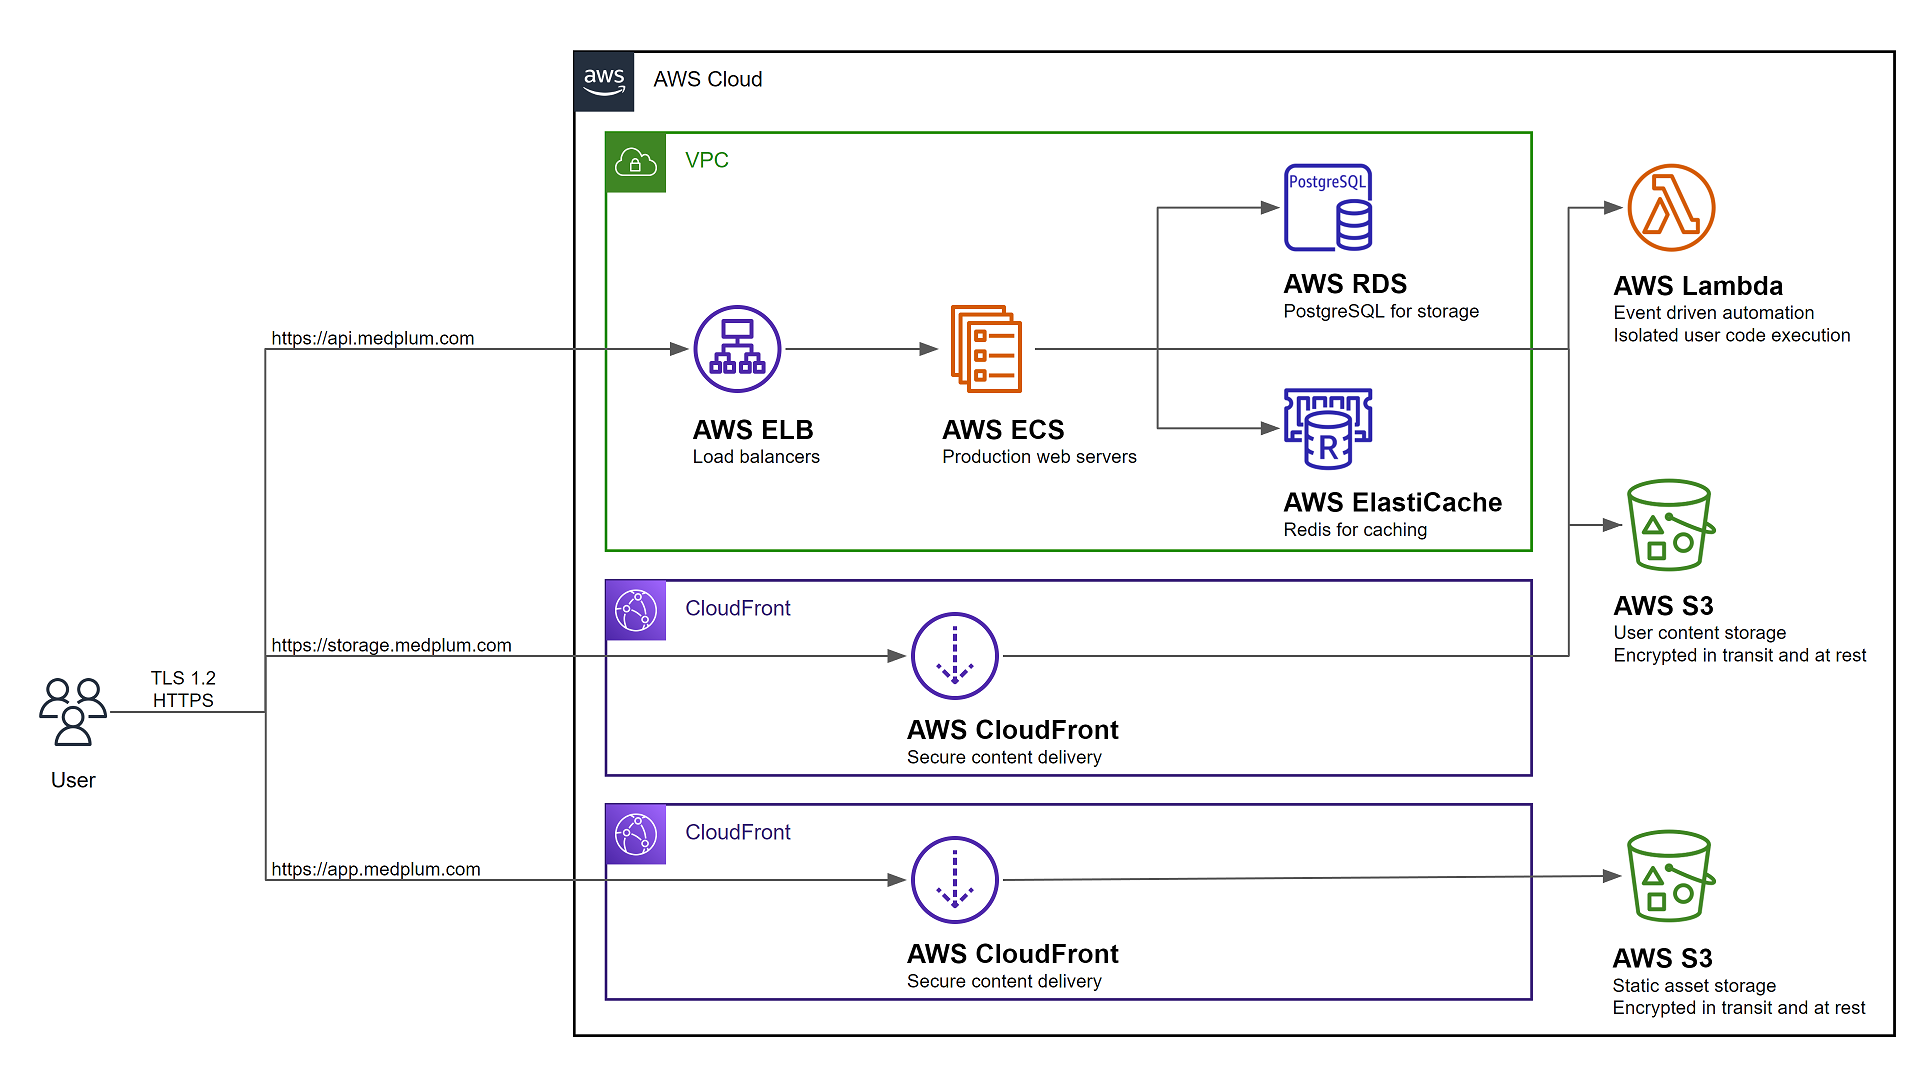 aws
AWS Cloud
VPC
PostgreSQL
AWS RDS
PostgreSQL for storage
AWS Lambda
Event driven automation
Isolated user code execution
https://api.medplum.com
AWS ELB
Load balancers
AWS ECS
Production web servers
R
AWS ElastiCache
Redis for caching
AWS S3
User content storage
Encrypted in transit and at rest
CloudFront
https://storage.medplum.com
AWS CloudFront
Secure content delivery
TLS 1.2
HTTPS
User
CloudFront
https://app.medplum.com
AWS CloudFront
Secure content delivery
AWS S3
Static asset storage
Encrypted in transit and at rest